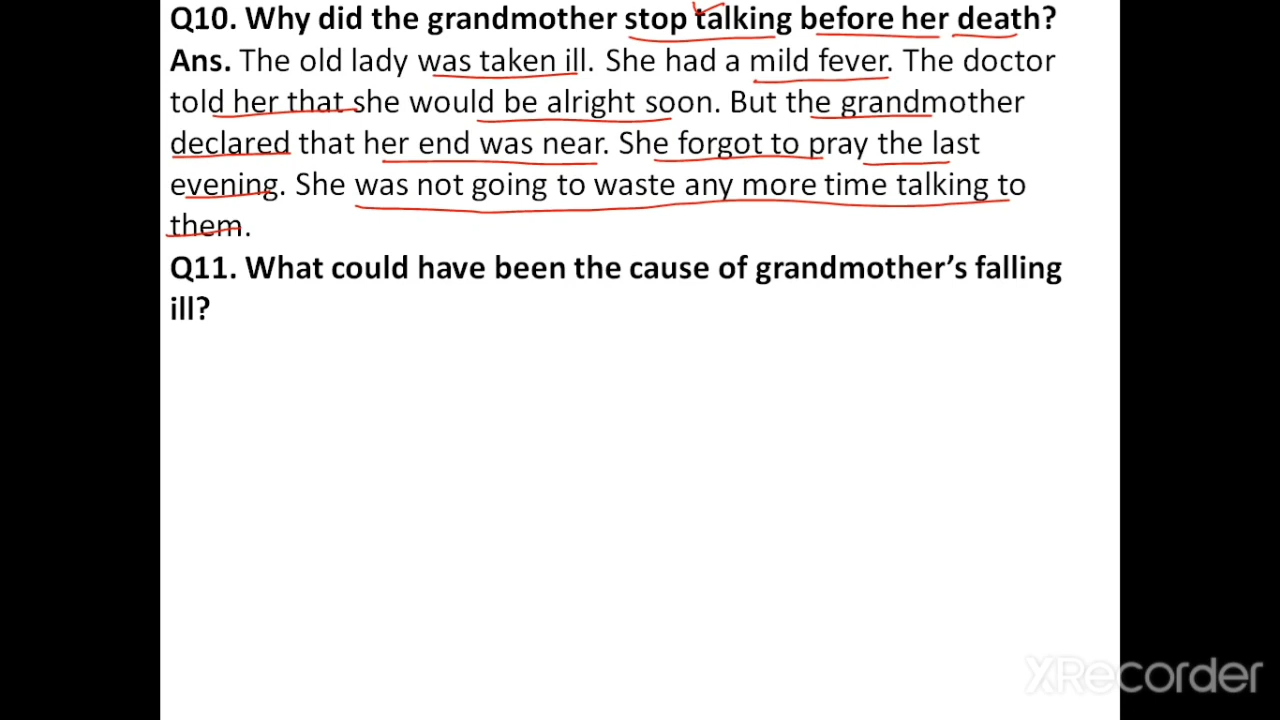 Q10. Why did the grandmother stop talking before her death?
Ans. The old lady was taken ill. She had a mild fever. The doctor
told her that she would be alright soon. But the grandmother
declared that her end was near. She forgot to pray the last
evening. She was not going to waste any more time talking to
them.
Q11. What could have been the cause of grandmother's falling
ill?
XRecorder